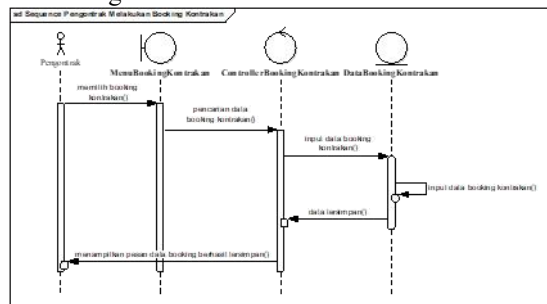 sd Sequence Pengontrak Melakukan Booking Kontrakan
Pengontrak
MenuBookingKontrakan
ControllerBookingKontrakan
DataBookingKontrakan
memilih booking
kontrakan()
pencarian data
booking kontrakan()
input data booking
kontrakan()
input data booking kontrakan()
data tersimpan()
menampilkan pesan data booking berhasil tersimpan()